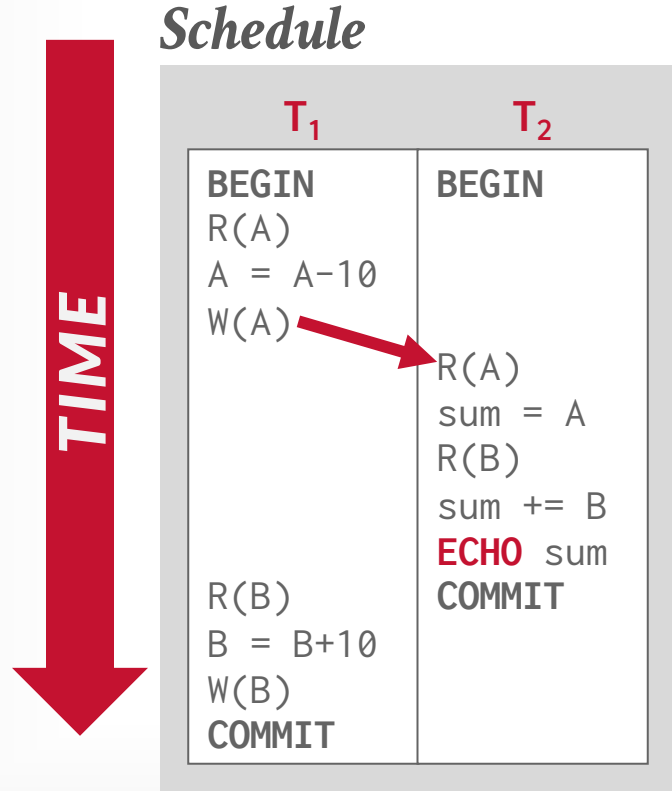 Schedule
TIME
T₁ T₂
BEGIN BEGIN
R(A)
A = A-10
W(A)
R(A)
sum = A
R(B)
sum += B
ECHO sum
R(B) COMMIT
B = B+10
W(B)
COMMIT